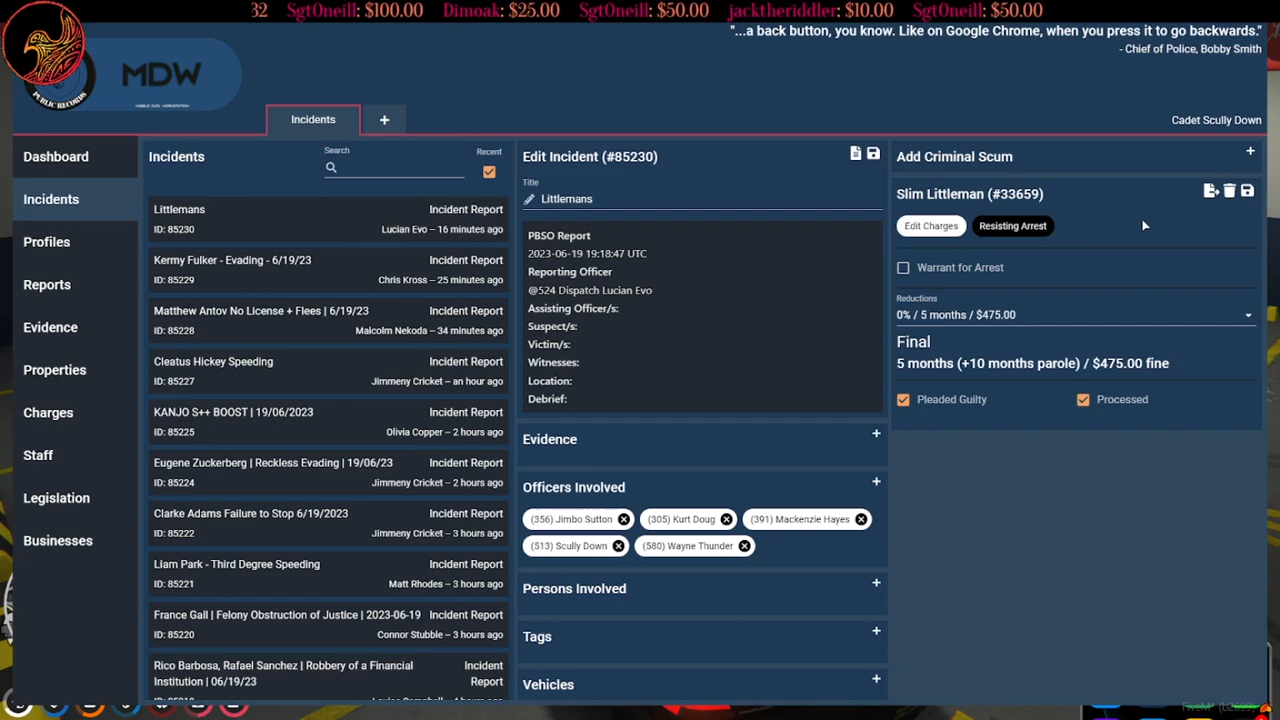 32 SgtOneill: $100.00 Dimoak: $25.00 SgtOneill: $50.00 jacktheriddler: $10.00 SgtOneill: $50.00
"...a back button, you know. Like on Google Chrome, when you press it to go backwards."
- Chief of Police, Bobby Smith
PUBLIC RECORDS
MDW
MOBILE DATA WORKSTATION
Incidents
+
Cadet Scully Down
Dashboard
Incidents
Profiles
Reports
Evidence
Properties
Charges
Staff
Legislation
Businesses
Incidents
Search
Recent
Littlemans Incident Report
ID: 85230 Lucian Evo – 16 minutes ago
Kermy Fulker - Evading - 6/19/23 Incident Report
ID: 85229 Chris Kross – 25 minutes ago
Matthew Antov No License + Flees | 6/19/23 Incident Report
ID: 85228 Malcolm Nekoda – 34 minutes ago
Cleatus Hickey Speeding Incident Report
ID: 85227 Jimmeny Cricket – an hour ago
KANJO S++ BOOST | 19/06/2023 Incident Report
ID: 85225 Olivia Copper – 2 hours ago
Eugene Zuckerberg | Reckless Evading | 19/06/23 Incident Report
ID: 85224 Jimmeny Cricket – 2 hours ago
Clarke Adams Failure to Stop 6/19/2023 Incident Report
ID: 85222 Jimmeny Cricket – 3 hours ago
Liam Park - Third Degree Speeding Incident Report
ID: 85221 Matt Rhodes – 3 hours ago
France Gall | Felony Obstruction of Justice | 2023-06-19 Incident Report
ID: 85220 Connor Stubble – 3 hours ago
Rico Barbosa, Rafael Sanchez | Robbery of a Financial Incident
Institution | 06/19/23 Report
Edit Incident (#85230)
Title
Littlemans
PBSO Report
2023-06-19 19:18:47 UTC
Reporting Officer
@524 Dispatch Lucian Evo
Assisting Officer/s:
Suspect/s:
Victim/s:
Witnesses:
Location:
Debrief:
Evidence +
Officers Involved +
(356) Jimbo Sutton (305) Kurt Doug (391) Mackenzie Hayes
(513) Scully Down (580) Wayne Thunder
Persons Involved +
Tags +
Vehicles +
Add Criminal Scum +
Slim Littleman (#33659)
Edit Charges Resisting Arrest
Warrant for Arrest
Reductions
0% / 5 months / $475.00
Final
5 months (+10 months parole) / $475.00 fine
Pleaded Guilty Processed